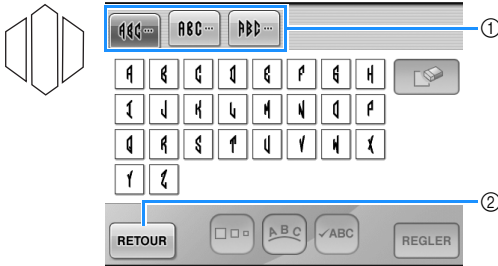 ABC… ABC… ABC… ①
A B C D E F G H
I J K L M N O P
Q R S T U V W X
Y Z
②
RETOUR ABC ✓ABC REGLER